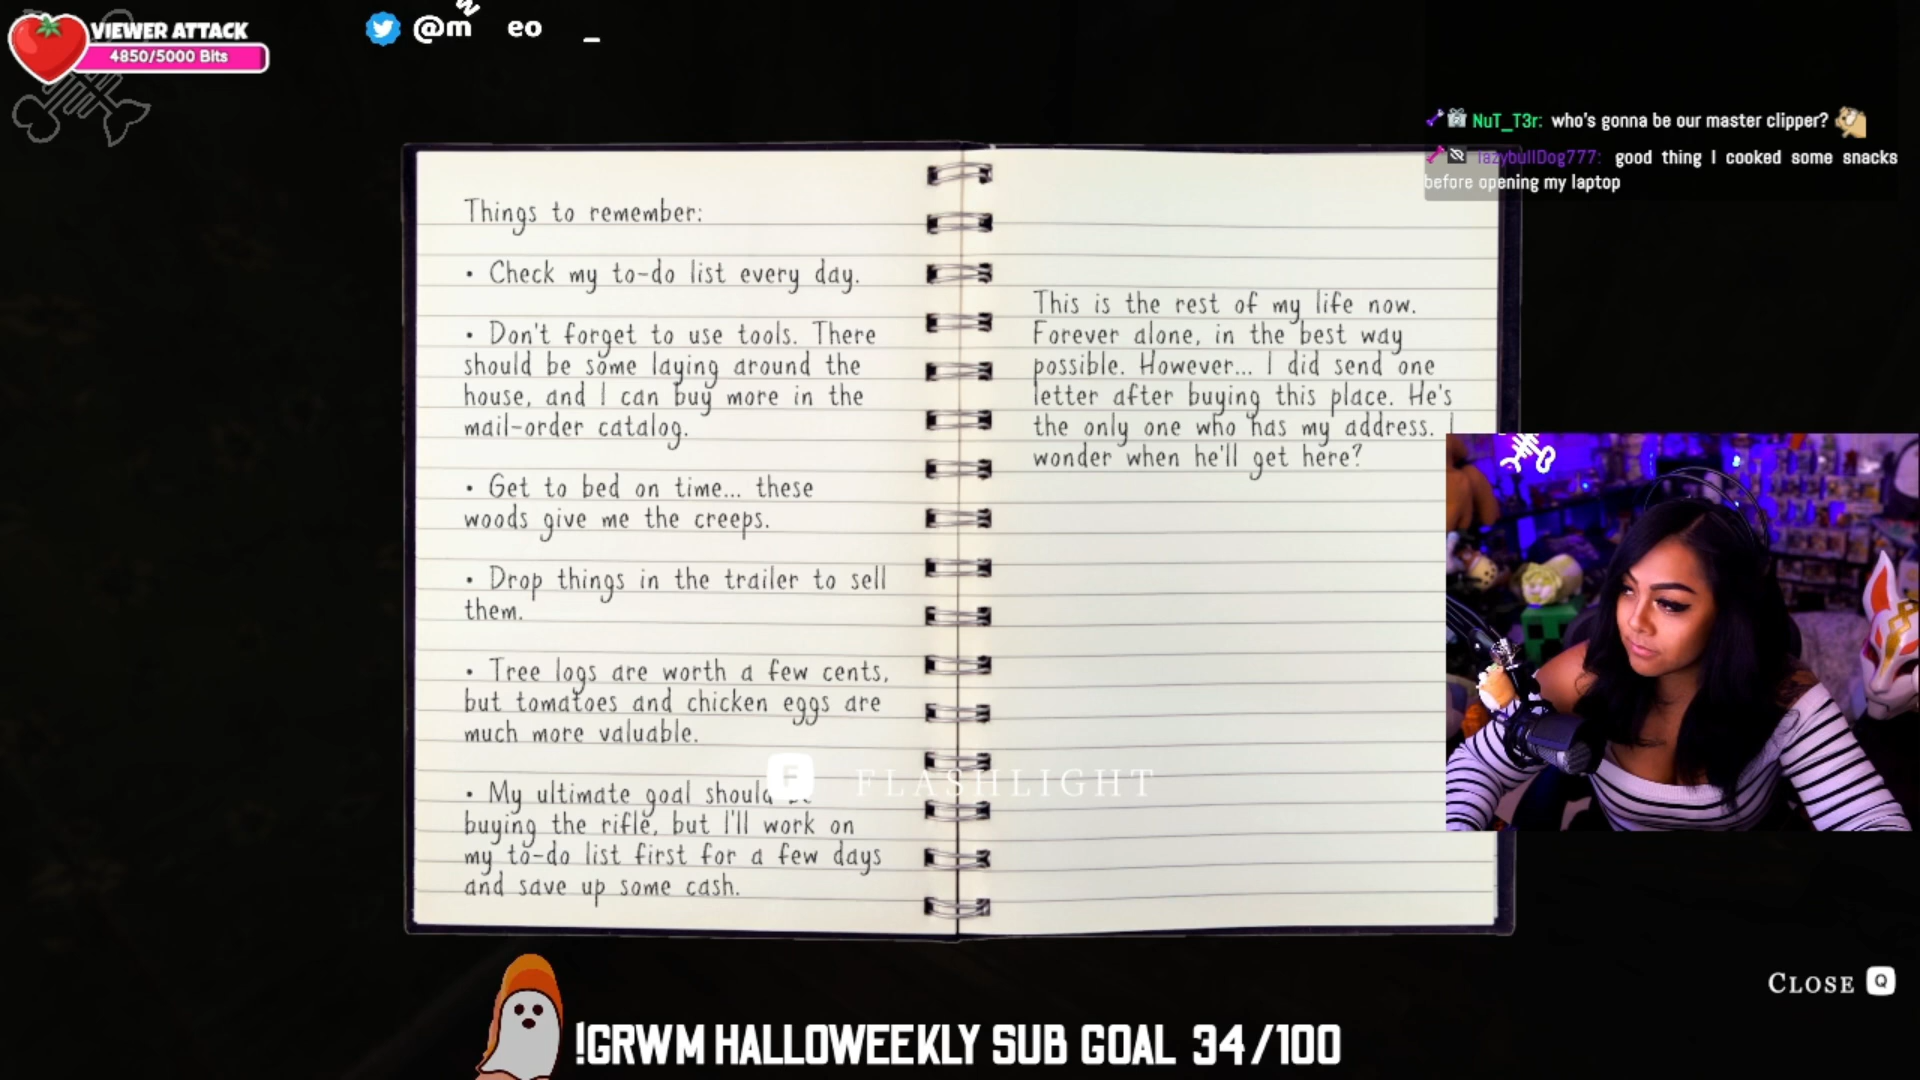 VIEWER ATTACK
4850/5000 Bits
@m eo _
NuT_T3r: who's gonna be our master clipper?
lazybullDog777: good thing I cooked some snacks
before opening my laptop
Things to remember:
• Check my to-do list every day.
• Don't forget to use tools. There
should be some laying around the
house, and I can buy more in the
mail-order catalog.
• Get to bed on time... these
woods give me the creeps.
• Drop things in the trailer to sell
them.
• Tree logs are worth a few cents,
but tomatoes and chicken eggs are
much more valuable.
• My ultimate goal should
buying the rifle, but I'll work on
my to-do list first for a few days
and save up some cash.
This is the rest of my life now.
Forever alone, in the best way
possible. However... I did send one
letter after buying this place. He's
the only one who has my address. I
wonder when he'll get here?
F FLASHLIGHT
CLOSE Q
!GRWM HALLOWEEKLY SUB GOAL 34/100